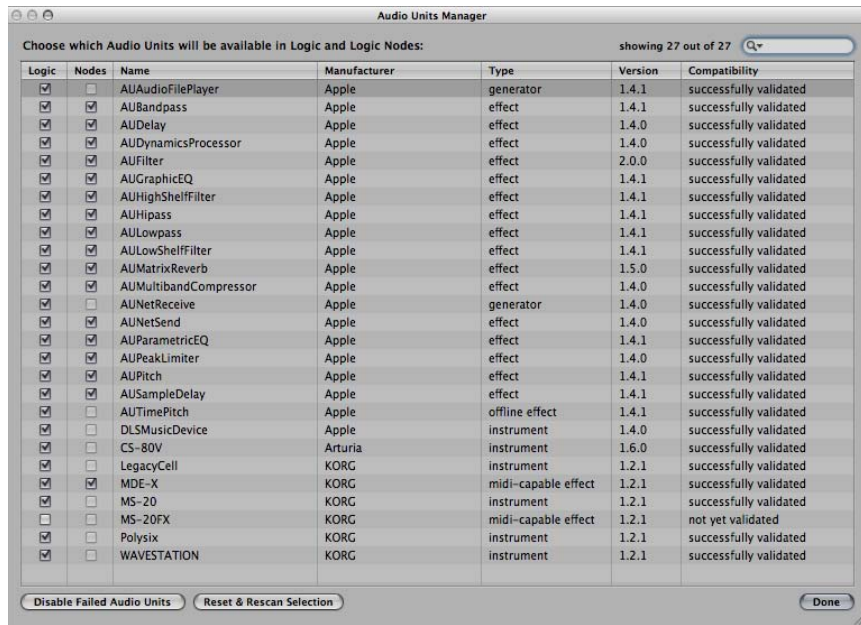 Audio Units Manager
Choose which Audio Units will be available in Logic and Logic Nodes: showing 27 out of 27
Logic Nodes Name Manufacturer Type Version Compatibility
AUAudioFilePlayer Apple generator 1.4.1 successfully validated
AUBandpass Apple effect 1.4.1 successfully validated
AUDelay Apple effect 1.4.0 successfully validated
AUDynamicsProcessor Apple effect 1.4.0 successfully validated
AUFilter Apple effect 2.0.0 successfully validated
AUGraphicEQ Apple effect 1.4.1 successfully validated
AUHighShelfFilter Apple effect 1.4.1 successfully validated
AUHipass Apple effect 1.4.1 successfully validated
AULowpass Apple effect 1.4.1 successfully validated
AULowShelfFilter Apple effect 1.4.1 successfully validated
AUMatrixReverb Apple effect 1.5.0 successfully validated
AUMultibandCompressor Apple effect 1.4.0 successfully validated
AUNetReceive Apple generator 1.4.0 successfully validated
AUNetSend Apple effect 1.4.0 successfully validated
AUParametricEQ Apple effect 1.4.1 successfully validated
AUPeakLimiter Apple effect 1.4.0 successfully validated
AUPitch Apple effect 1.4.1 successfully validated
AUSampleDelay Apple effect 1.4.1 successfully validated
AUTimePitch Apple offline effect 1.4.1 successfully validated
DLSMusicDevice Apple instrument 1.4.0 successfully validated
CS-80V Arturia instrument 1.6.0 successfully validated
LegacyCell KORG instrument 1.2.1 successfully validated
MDE-X KORG midi-capable effect 1.2.1 successfully validated
MS-20 KORG instrument 1.2.1 successfully validated
MS-20FX KORG midi-capable effect 1.2.1 not yet validated
Polysix KORG instrument 1.2.1 successfully validated
WAVESTATION KORG instrument 1.2.1 successfully validated
Disable Failed Audio Units Reset & Rescan Selection Done